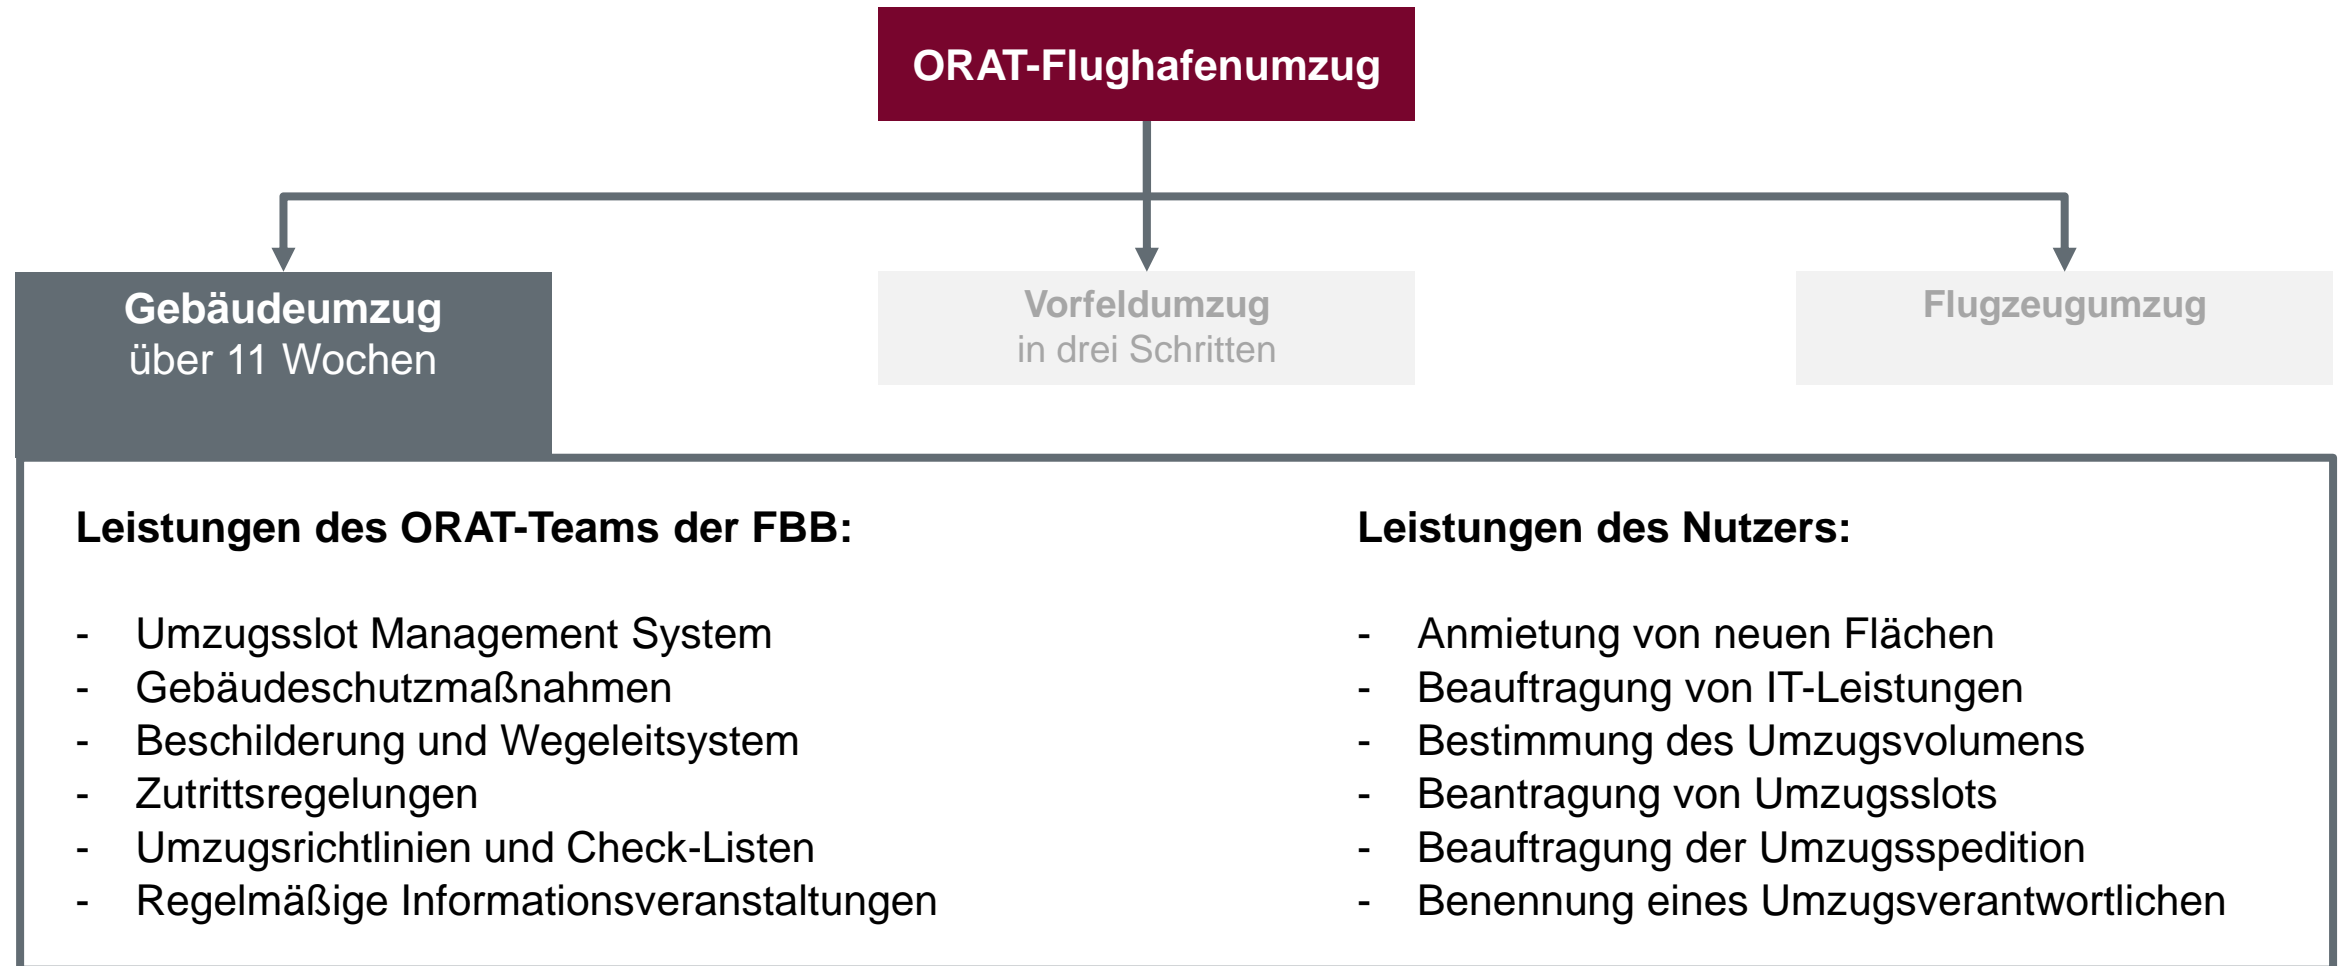 ORAT-Flughafenumzug
Gebäudeumzug
über 11 Wochen
Vorfeldumzug
in drei Schritten
Flugzeugumzug
Leistungen des ORAT-Teams der FBB:
- Umzugsslot Management System
- Gebäudeschutzmaßnahmen
- Beschilderung und Wegeleitsystem
- Zutrittsregelungen
- Umzugsrichtlinien und Check-Listen
- Regelmäßige Informationsveranstaltungen
Leistungen des Nutzers:
- Anmietung von neuen Flächen
- Beauftragung von IT-Leistungen
- Bestimmung des Umzugsvolumens
- Beantragung von Umzugsslots
- Beauftragung der Umzugsspedition
- Benennung eines Umzugsverantwortlichen